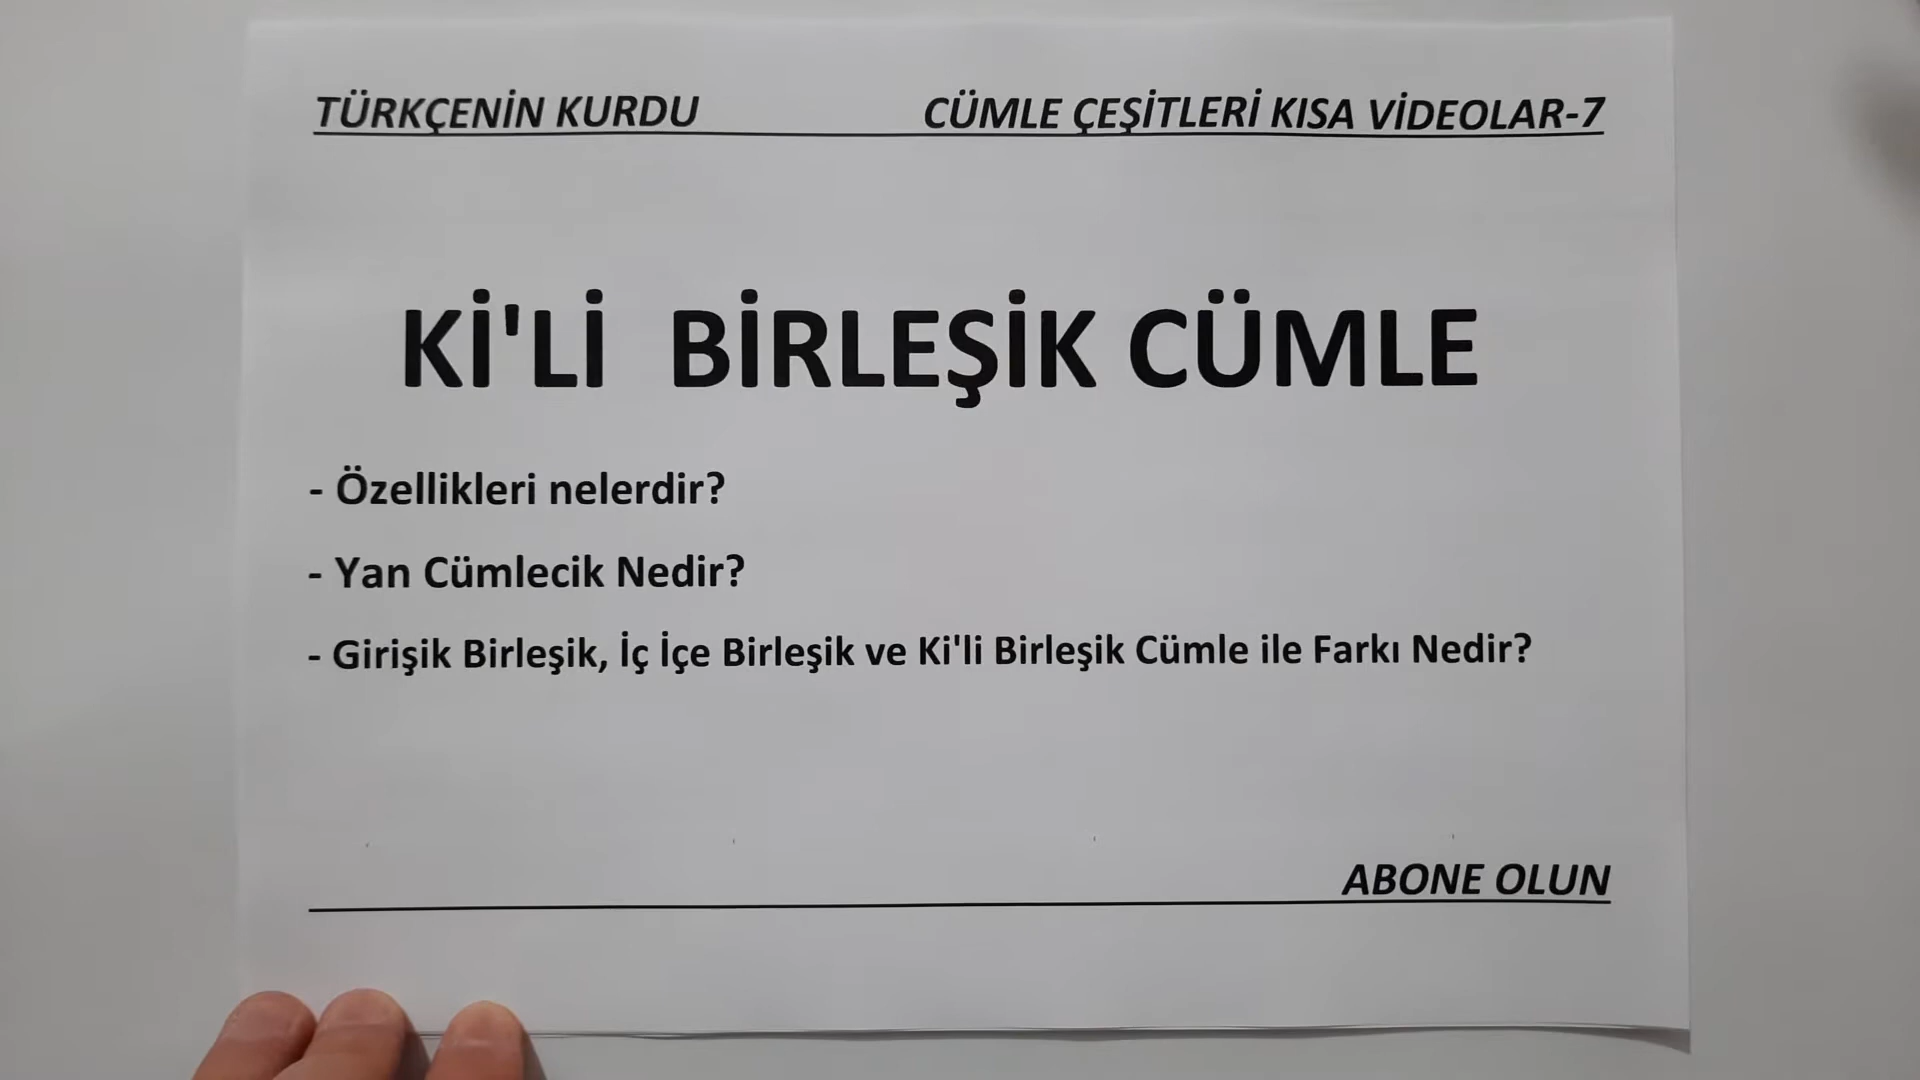 TÜRKÇENİN KURDU CÜMLE ÇEŞİTLERİ KISA VİDEOLAR-7
Kİ'Lİ BİRLEŞİK CÜMLE
- Özellikleri nelerdir?
- Yan Cümlecik Nedir?
- Girişik Birleşik, İç İçe Birleşik ve Ki'li Birleşik Cümle ile Farkı Nedir?
ABONE OLUN